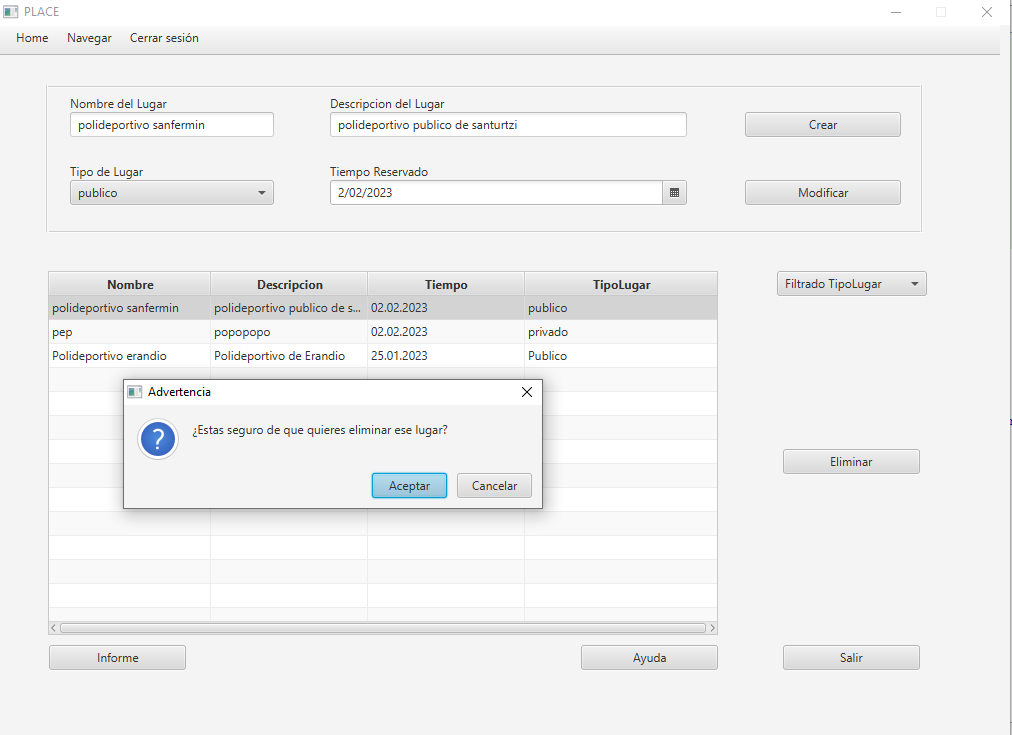 PLACE
Home Navegar Cerrar sesión
Nombre del Lugar Descripcion del Lugar
polideportivo sanfermin polideportivo publico de santurtzi Crear
Tipo de Lugar Tiempo Reservado
publico 2/02/2023 Modificar
Nombre Descripcion Tiempo TipoLugar Filtrado TipoLugar
polideportivo sanfermin polideportivo publico de s... 02.02.2023 publico
pep popopopo 02.02.2023 privado
Polideportivo erandio Polideportivo de Erandio 25.01.2023 Publico
Advertencia
? ¿Estas seguro de que quieres eliminar ese lugar?
Aceptar Cancelar
Eliminar
Informe Ayuda Salir